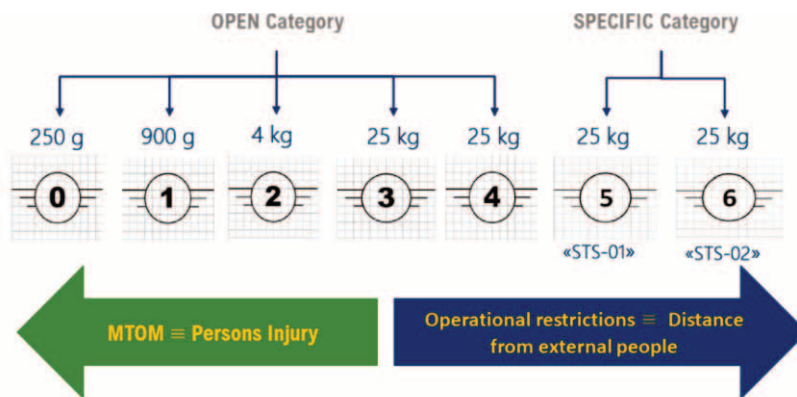 OPEN Category
SPECIFIC Category
250 g
900 g
4 kg
25 kg
25 kg
25 kg
25 kg
0
1
2
3
4
5
6
«STS-01»
«STS-02»
MTOM ≡ Persons Injury
Operational restrictions ≡ Distance
from external people